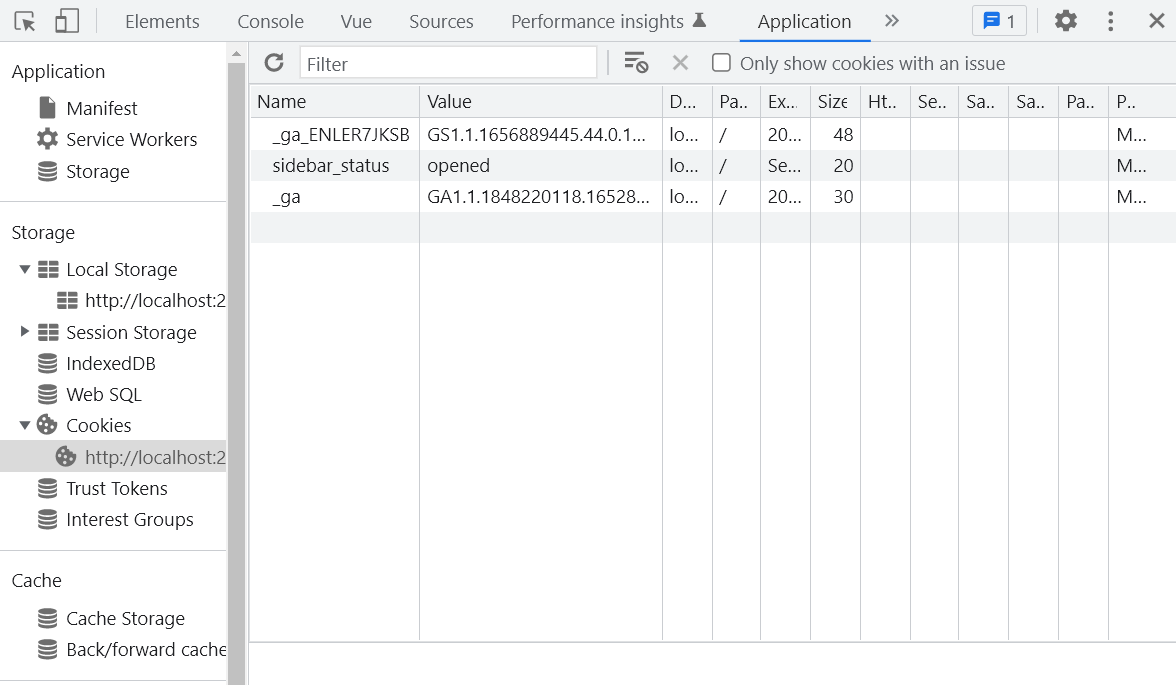 Elements Console Vue Sources Performance insights Application 1
Application
Manifest
Service Workers
Storage
Storage
Local Storage
http://localhost:2
Session Storage
IndexedDB
Web SQL
Cookies
http://localhost:2
Trust Tokens
Interest Groups
Cache
Cache Storage
Back/forward cache
Filter Only show cookies with an issue
Name Value D... Pa.. Ex.. Size Ht.. Se.. Sa.. Sa.. Pa.. P..
_ga_ENLER7JKSB GS1.1.1656889445.44.0.1... lo... / 20... 48 M...
sidebar_status opened lo... / Se... 20 M...
_ga GA1.1.1848220118.16528... lo... / 20... 30 M...